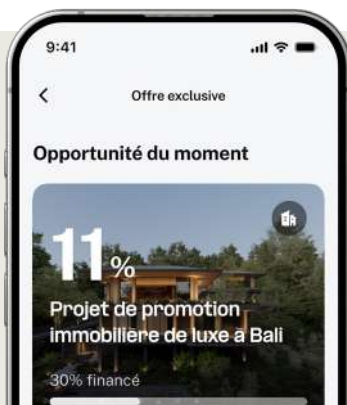 9:41
Offre exclusive
Opportunité du moment
11%
Projet de promotion
immobiliere de luxe à Bali
30% financé